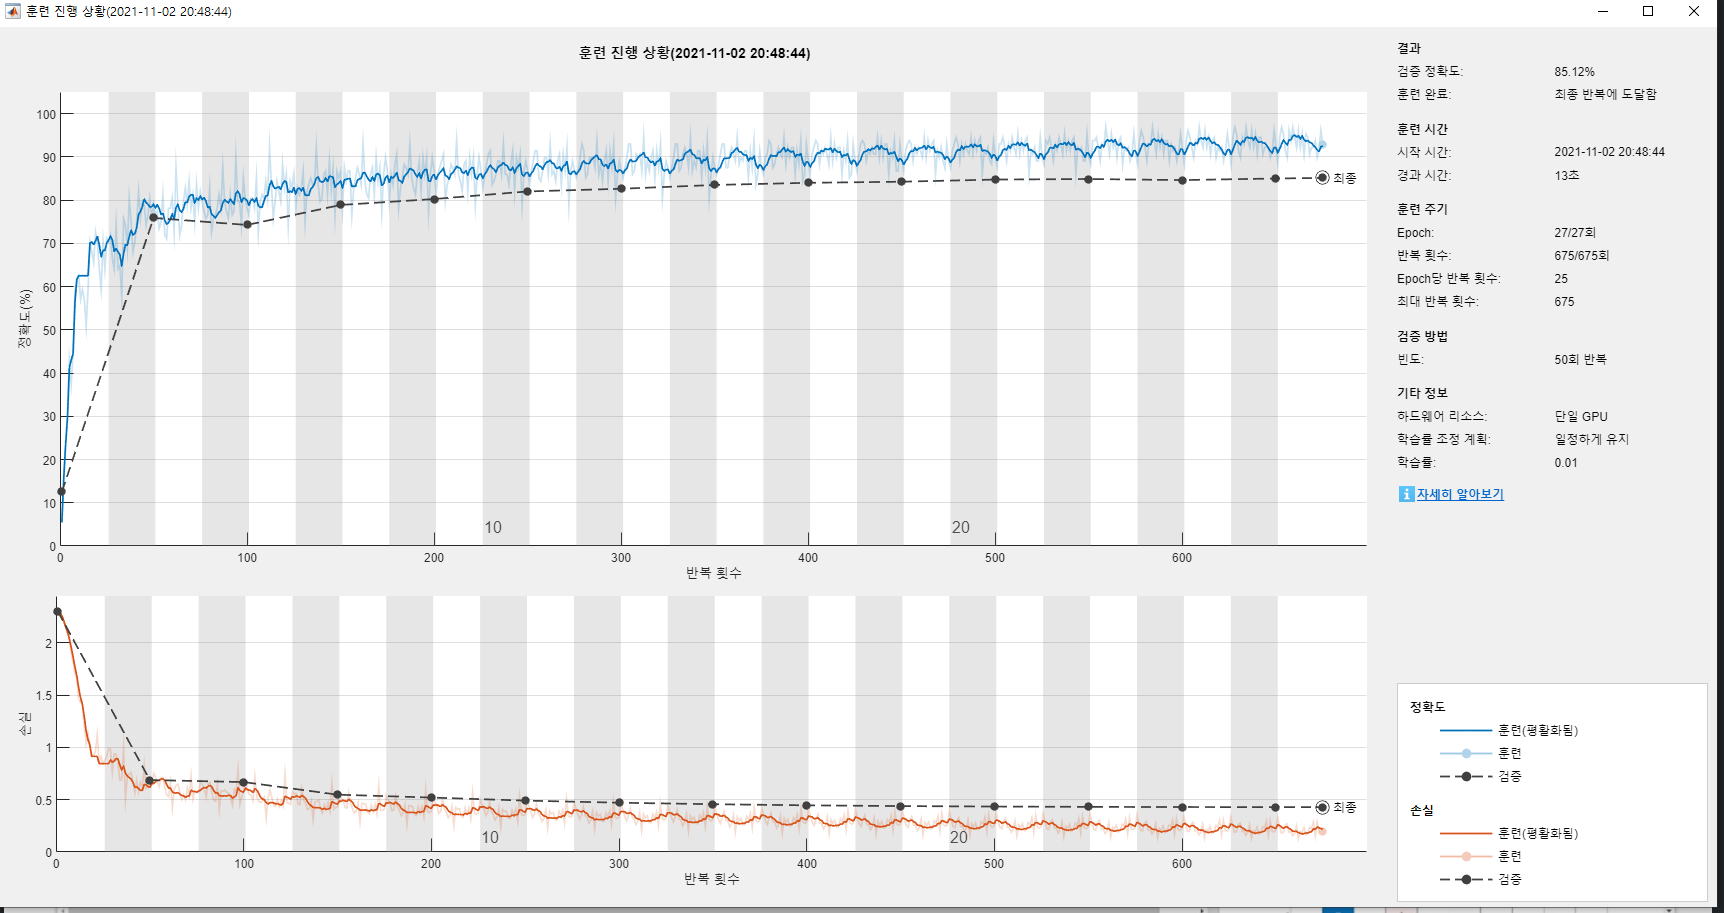 훈련 진행 상황(2021-11-02 20:48:44)
훈련 진행 상황(2021-11-02 20:48:44)
100
90
80
70
60
50
40
30
20
10
0
정확도(%)
10
20
최종
0
100
200
300
400
500
600
반복 횟수
2
1.5
1
0.5
0
손실
10
20
최종
0
100
200
300
400
500
600
반복 횟수
결과
검증 정확도: 85.12%
훈련 완료: 최종 반복에 도달함
훈련 시간
시작 시간: 2021-11-02 20:48:44
경과 시간: 13초
훈련 주기
Epoch: 27/27회
반복 횟수: 675/675회
Epoch당 반복 횟수: 25
최대 반복 횟수: 675
검증 방법
빈도: 50회 반복
기타 정보
하드웨어 리소스: 단일 GPU
학습률 조정 계획: 일정하게 유지
학습률: 0.01
i 자세히 알아보기
정확도
훈련(평활화됨)
훈련
검증
손실
훈련(평활화됨)
훈련
검증